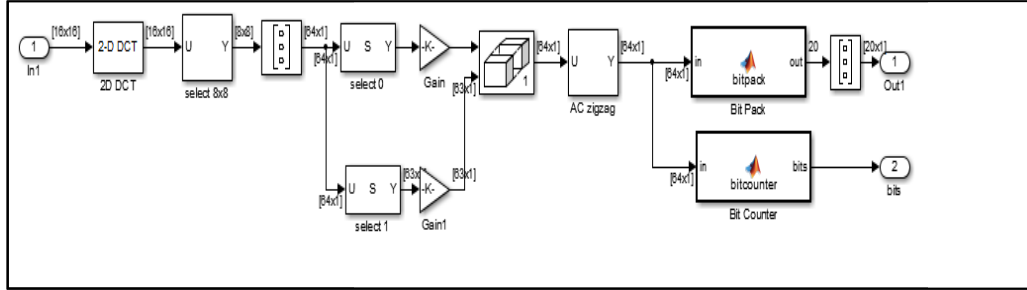 1
In1
[16x16]
2-D DCT
2D DCT
[16x16]
U Y
select 8x8
[8x8]
[64x1]
[64x1]
U S Y
select 0
-K-
Gain
1
[64x1]
U Y
AC zigzag
[64x1]
[64x1]
in
bitpack
out
Bit Pack
20
[20x1]
1
Out1
[64x1]
U S Y
select 1
-K-
Gain1
[63x1]
[63x1]
[64x1]
in
bitcounter
bits
Bit Counter
2
bits